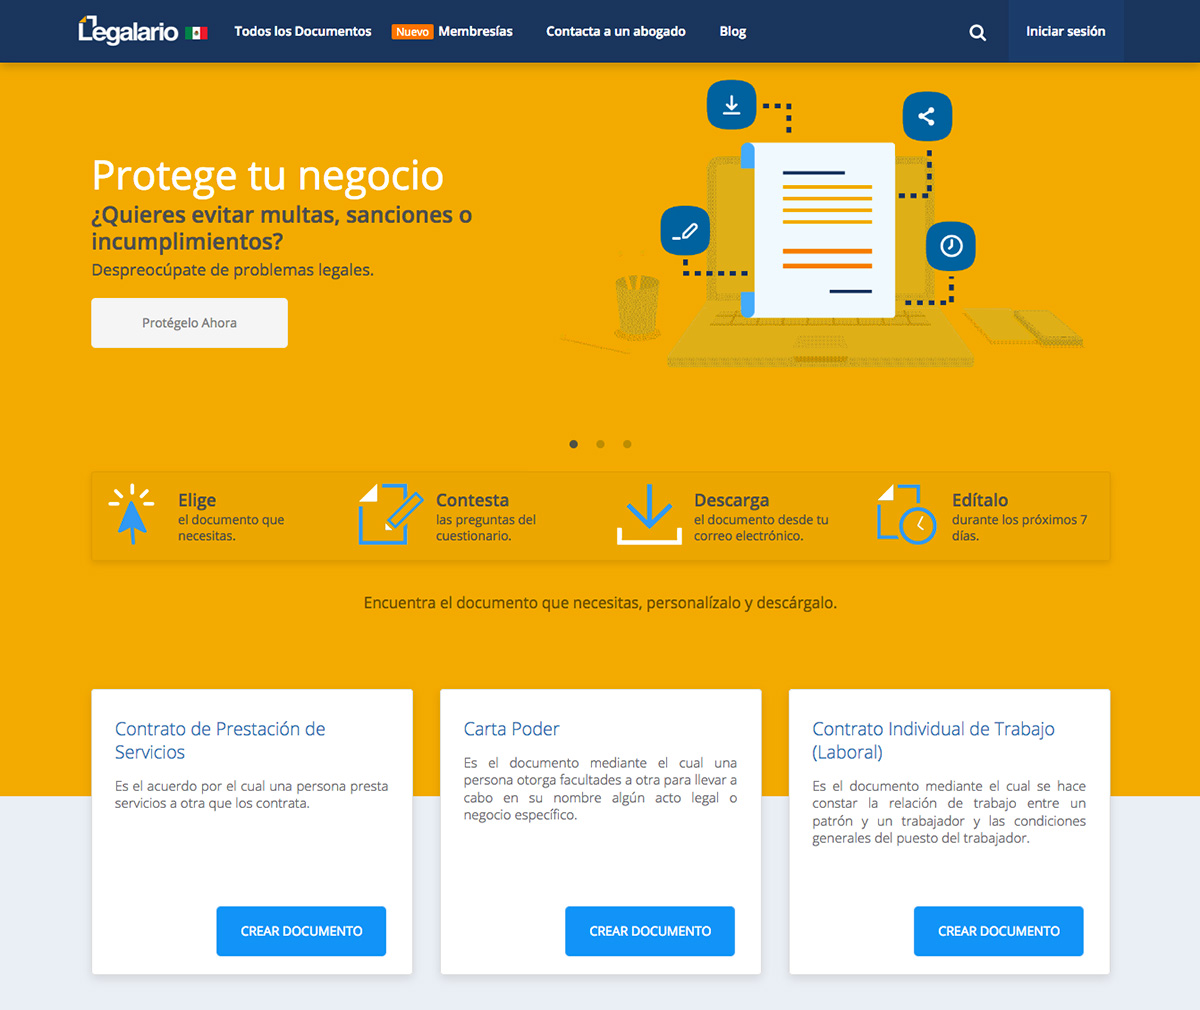 Legalario
Todos los Documentos
Nuevo Membresías
Contacta a un abogado
Blog
Iniciar sesión
Protege tu negocio
¿Quieres evitar multas, sanciones o
incumplimientos?
Despreocúpate de problemas legales.
Protégelo Ahora
Elige
el documento que
necesitas.
Contesta
las preguntas del
cuestionario.
Descarga
el documento desde tu
correo electrónico.
Edítalo
durante los próximos 7
días.
Encuentra el documento que necesitas, personalízalo y descárgalo.
Contrato de Prestación de
Servicios
Es el acuerdo por el cual una persona presta
servicios a otra que los contrata.
CREAR DOCUMENTO
Carta Poder
Es el documento mediante el cual una
persona otorga facultades a otra para llevar a
cabo en su nombre algún acto legal o
negocio específico.
CREAR DOCUMENTO
Contrato Individual de Trabajo
(Laboral)
Es el documento mediante el cual se hace
constar la relación de trabajo entre un
patrón y un trabajador y las condiciones
generales del puesto del trabajador.
CREAR DOCUMENTO